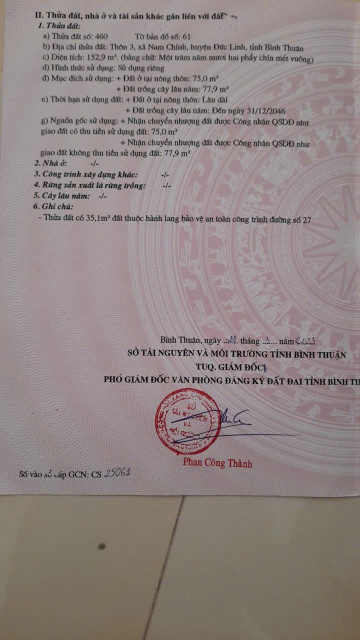 II. Thửa đất, nhà ở và tài sản khác gắn liền với đất
1. Thửa đất:
a) Thửa đất số: 460 Tờ bản đồ số: 61
b) Địa chỉ thửa đất: Thôn 3, xã Nam Chính, huyện Đức Linh, tỉnh Bình Thuận
c) Diện tích: 152,9 m². (bằng chữ: Một trăm năm mươi hai phẩy chín mét vuông)
d) Hình thức sử dụng: Sử dụng riêng
đ) Mục đích sử dụng: + Đất ở tại nông thôn: 75,0 m²
+ Đất trồng cây lâu năm: 77,9 m²
e) Thời hạn sử dụng đất: + Đất ở tại nông thôn: Lâu dài
+ Đất trồng cây lâu năm: Đến ngày 31/12/2046
g) Nguồn gốc sử dụng: + Nhận chuyển nhượng đất được Công nhận QSDĐ như
giao đất có thu tiền sử dụng đất: 75,0 m²
+ Nhận chuyển nhượng đất được Công nhận QSDĐ như
giao đất không thu tiền sử dụng đất: 77,9 m²
2. Nhà ở: -/-
3. Công trình xây dựng khác: -/-
4. Rừng sản xuất là rừng trồng: -/-
5. Cây lâu năm: -/-
6. Ghi chú:
- Thửa đất có 35,1m² đất thuộc hành lang bảo vệ an toàn công trình đường số 27
Bình Thuận, ngày tháng năm
SỞ TÀI NGUYÊN VÀ MÔI TRƯỜNG TỈNH BÌNH THUẬN
TUQ. GIÁM ĐỐC
PHÓ GIÁM ĐỐC VĂN PHÒNG ĐĂNG KÝ ĐẤT ĐAI TỈNH BÌNH TH
Phan Công Thành
Số vào sổ cấp GCN: CS 25061